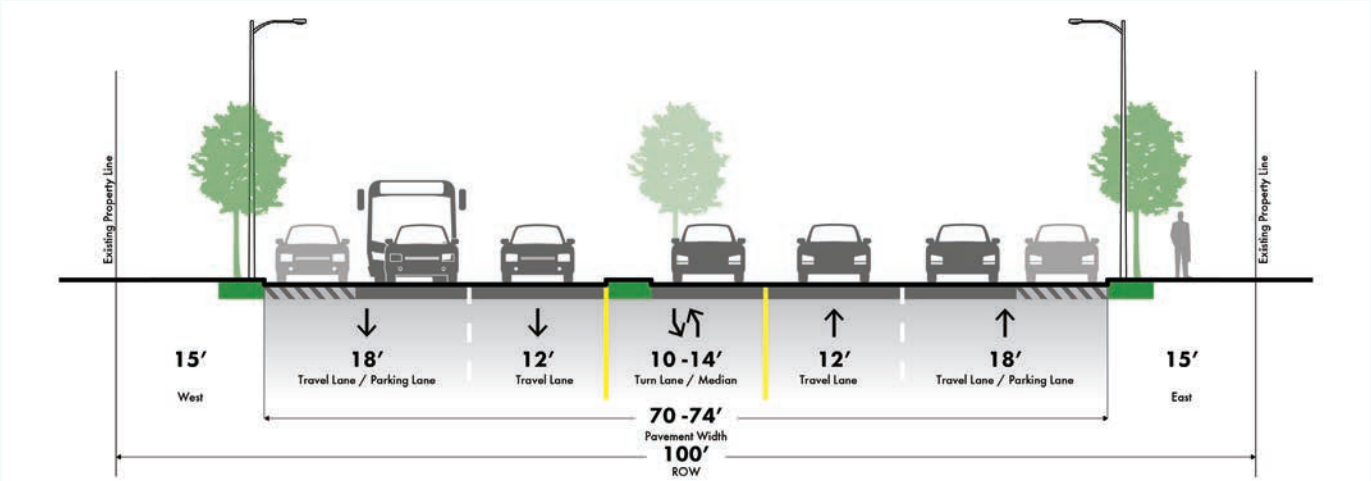 Existing Property Line
Existing Property Line
15′
West
18′
Travel Lane / Parking Lane
12′
Travel Lane
10 -14′
Turn Lane / Median
12′
Travel Lane
18′
Travel Lane / Parking Lane
15′
East
70 -74′
Pavement Width
100′
ROW